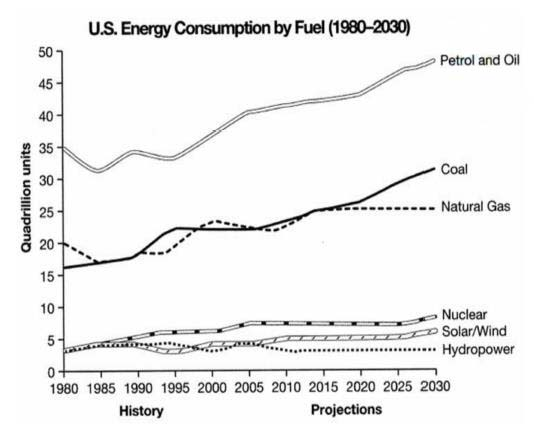 U.S. Energy Consumption by Fuel (1980–2030)
Quadrillion units
50
45
40
35
30
25
20
15
10
5
0
Petrol and Oil
Coal
Natural Gas
Nuclear
Solar/Wind
Hydropower
1980 1985 1990 1995 2000 2005 2010 2015 2020 2025 2030
History Projections